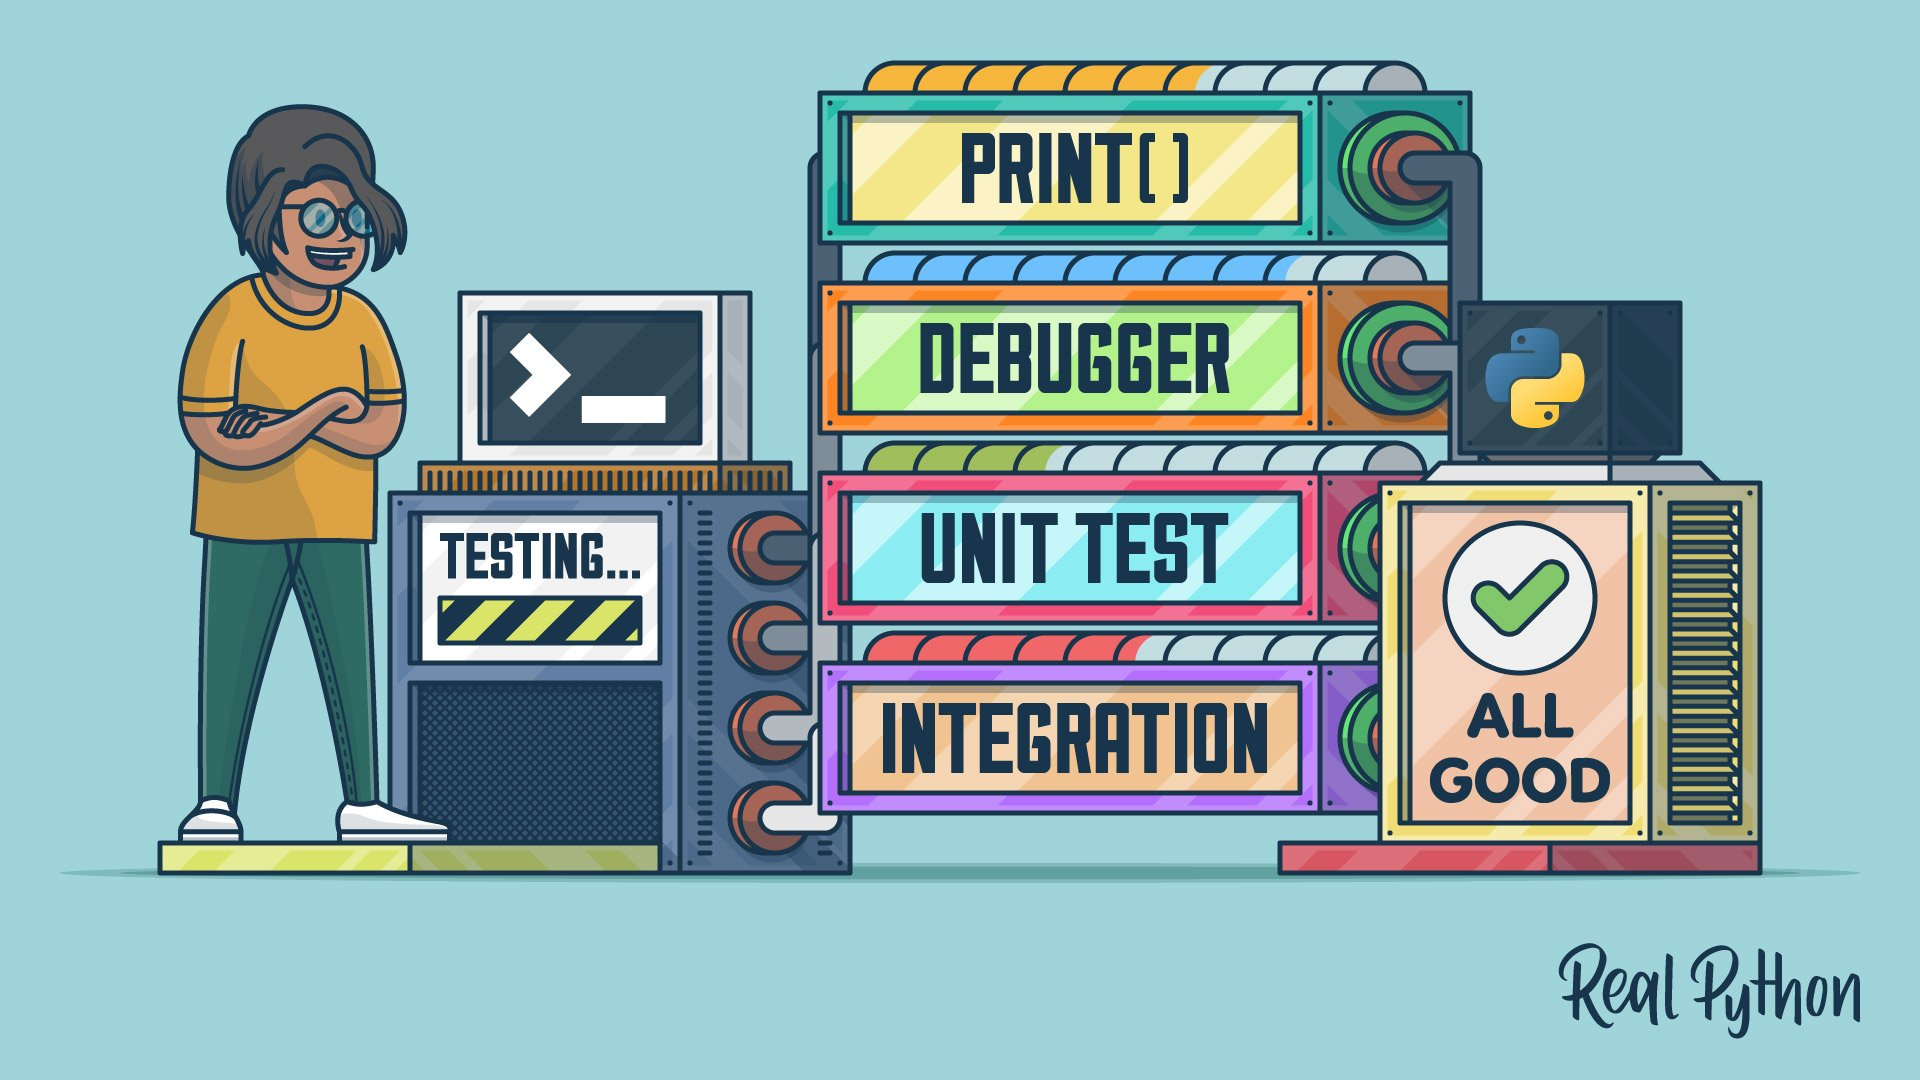 PRINT()
DEBUGGER
UNIT TEST
INTEGRATION
>_
TESTING...
ALL
GOOD
Real Python